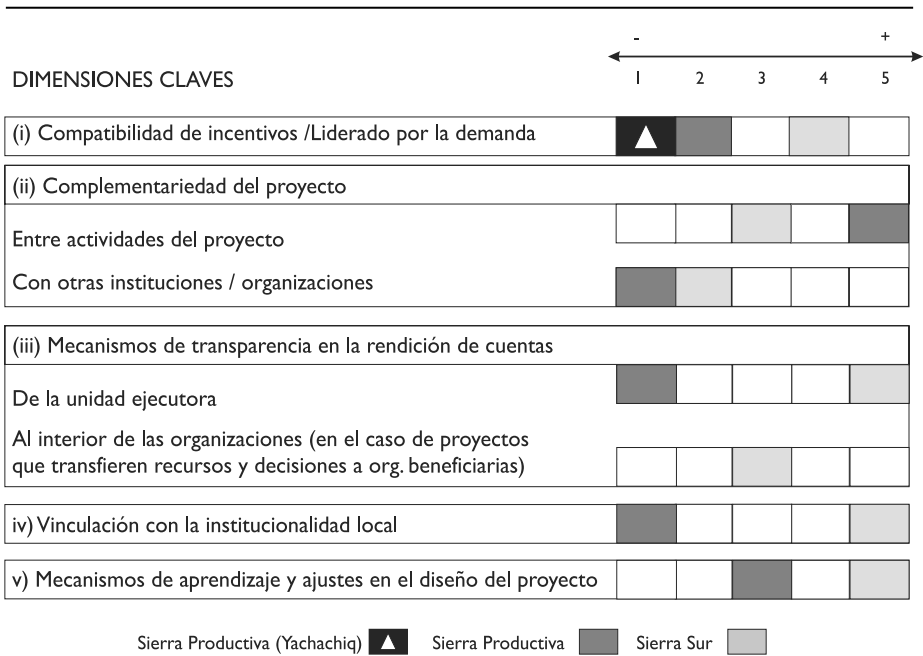 - +
DIMENSIONES CLAVES 1 2 3 4 5
(i) Compatibilidad de incentivos /Liderado por la demanda
(ii) Complementariedad del proyecto
Entre actividades del proyecto
Con otras instituciones / organizaciones
(iii) Mecanismos de transparencia en la rendición de cuentas
De la unidad ejecutora
Al interior de las organizaciones (en el caso de proyectos
que transfieren recursos y decisiones a org. beneficiarias)
iv) Vinculación con la institucionalidad local
v) Mecanismos de aprendizaje y ajustes en el diseño del proyecto
Sierra Productiva (Yachachiq) Sierra Productiva Sierra Sur